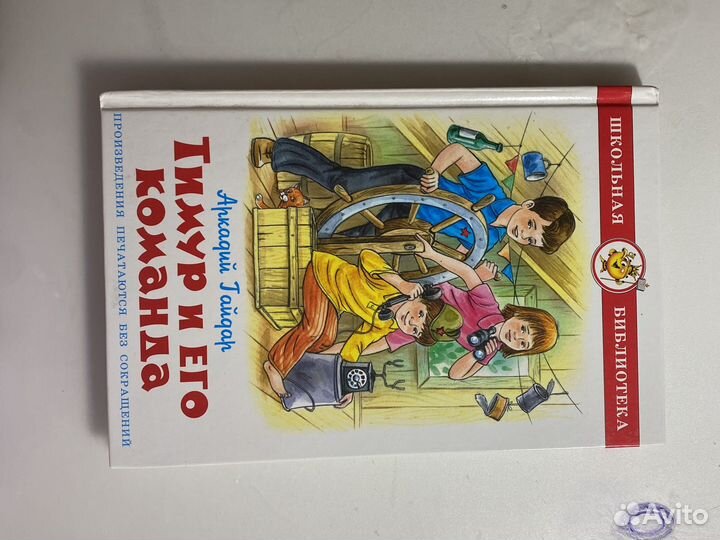 ШКОЛЬНАЯ БИБЛИОТЕКА
Аркадий Гайдар
ТИМУР И ЕГО
КОМАНДА
ПРОИЗВЕДЕНИЯ ПЕЧАТАЮТСЯ БЕЗ СОКРАЩЕНИЙ
Avito